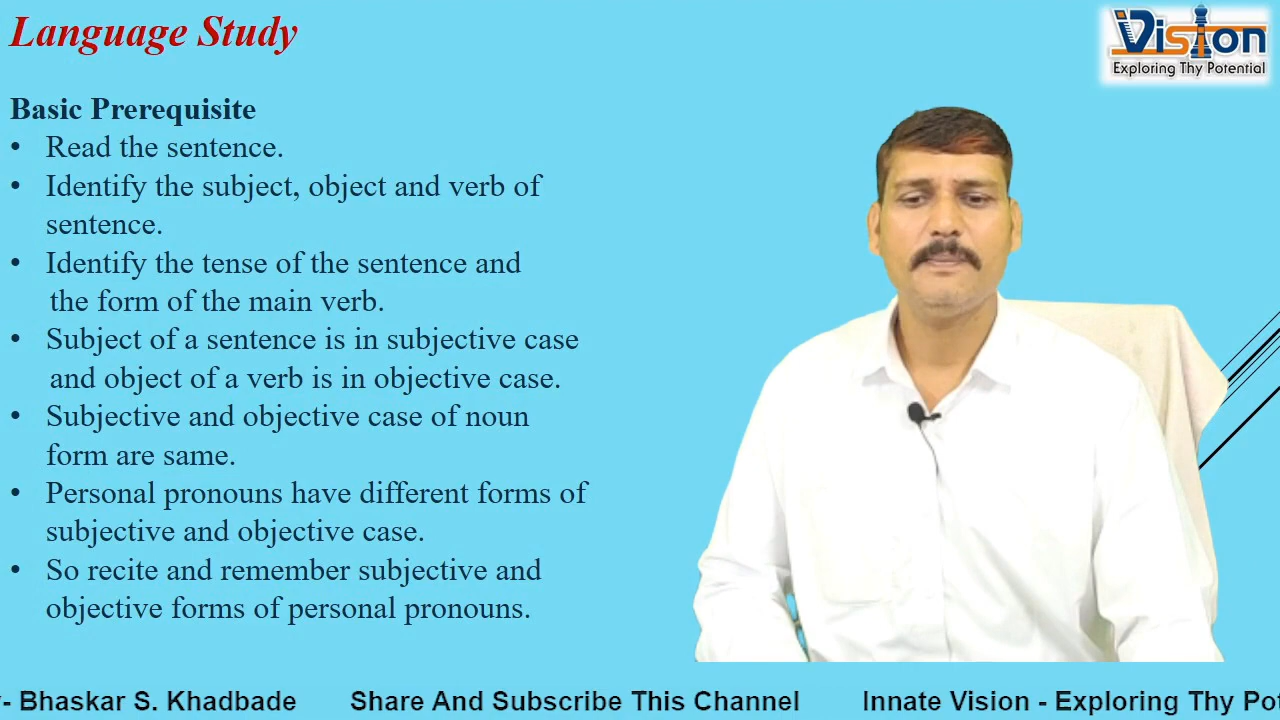 Language Study
Vision
Exploring Thy Potential
Basic Prerequisite
• Read the sentence.
• Identify the subject, object and verb of
sentence.
• Identify the tense of the sentence and
the form of the main verb.
• Subject of a sentence is in subjective case
and object of a verb is in objective case.
• Subjective and objective case of noun
form are same.
• Personal pronouns have different forms of
subjective and objective case.
• So recite and remember subjective and
objective forms of personal pronouns.
- Bhaskar S. Khadbade Share And Subscribe This Channel Innate Vision - Exploring Thy